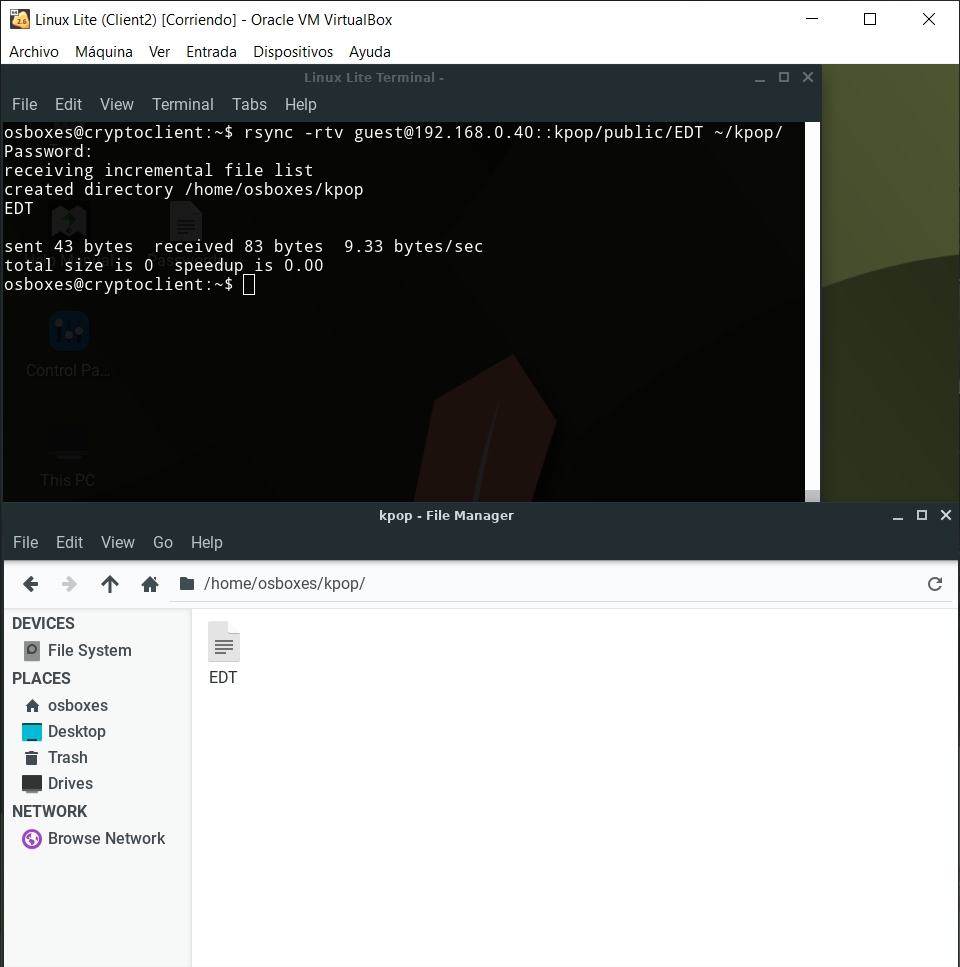 Linux Lite (Client2) [Corriendo] - Oracle VM VirtualBox
Archivo Máquina Ver Entrada Dispositivos Ayuda
Linux Lite Terminal -
File Edit View Terminal Tabs Help
osboxes@cryptoclient:~$ rsync -rtv guest@192.168.0.40::kpop/public/EDT ~/kpop/
Password:
receiving incremental file list
created directory /home/osboxes/kpop
EDT
sent 43 bytes  received 83 bytes  9.33 bytes/sec
total size is 0  speedup is 0.00
osboxes@cryptoclient:~$
Control Pa...
This PC
kpop - File Manager
File Edit View Go Help
/home/osboxes/kpop/
DEVICES
File System
PLACES
osboxes
Desktop
Trash
Drives
NETWORK
Browse Network
EDT